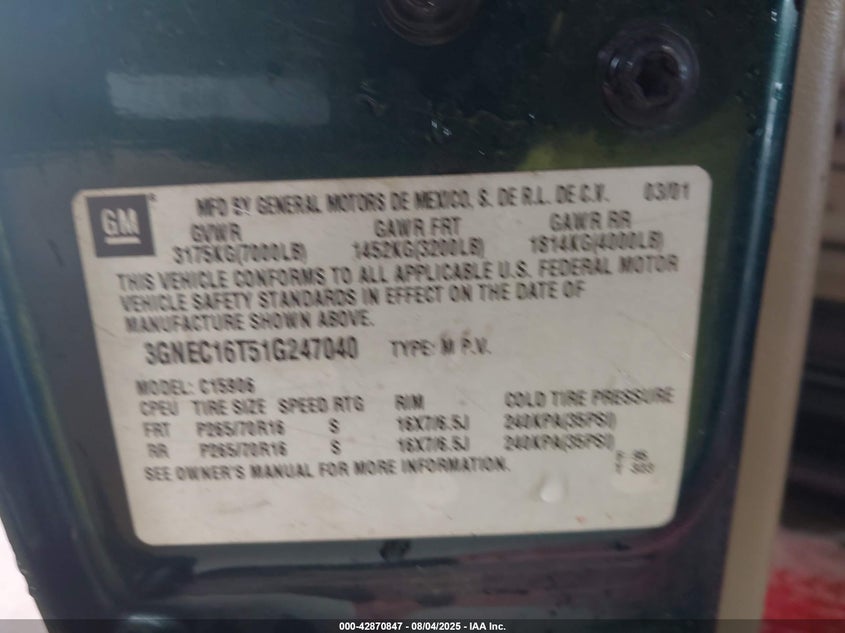 GM ®
MFD BY GENERAL MOTORS DE MEXICO, S. DE R.L. DE C.V. 03/01
GVWR GAWR FRT GAWR RR
3175KG(7000LB) 1452KG(3200LB) 1814KG(4000LB)
THIS VEHICLE CONFORMS TO ALL APPLICABLE U.S. FEDERAL MOTOR
VEHICLE SAFETY STANDARDS IN EFFECT ON THE DATE OF
MANUFACTURE SHOWN ABOVE.
3GNEC16T51G247040 TYPE: M.P.V.
MODEL: C15906
CPEU TIRE SIZE SPEED RTG RIM COLD TIRE PRESSURE
FRT P265/70R16 S 16X7/6.5J 240KPA(35PSI)
RR P265/70R16 S 16X7/6.5J 240KPA(35PSI)
SEE OWNER'S MANUAL FOR MORE INFORMATION.
000-42870847 - 08/04/2025 - IAA Inc.